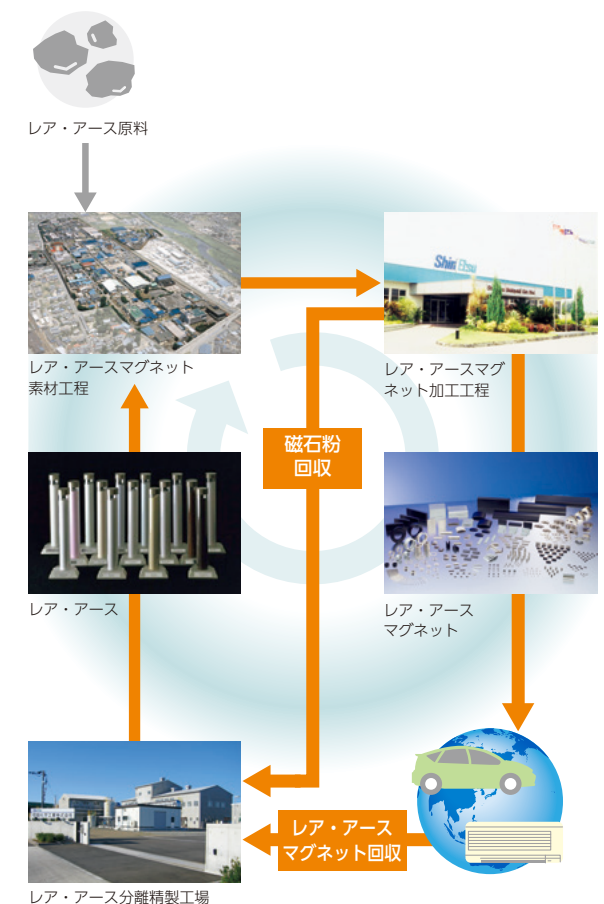 レア・アース原料
Shin Etsu
レア・アースマグネット
素材工程
レア・アースマグ
ネット加工工程
磁石粉
回収
レア・アース
レア・アース
マグネット
レア・アース
マグネット回収
レア・アース分離精製工場